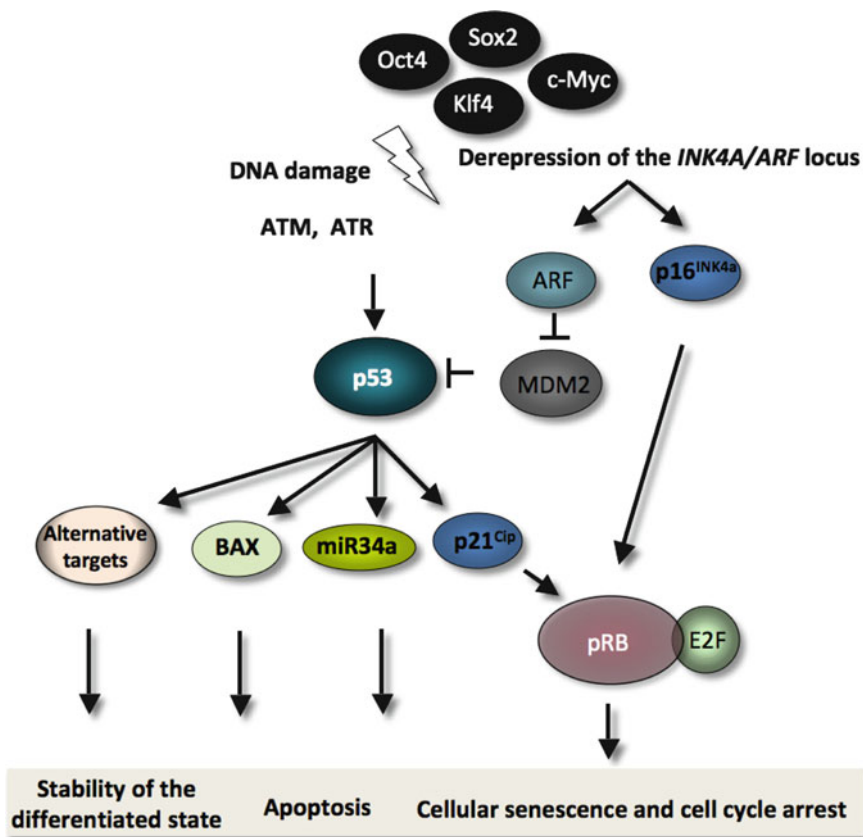 Oct4
Sox2
Klf4
c-Myc
DNA damage
Derepression of the INK4A/ARF locus
ATM, ATR
ARF
p16INK4a
p53
MDM2
Alternative
targets
BAX
miR34a
p21Cip
pRB
E2F
Stability of the
differentiated state
Apoptosis
Cellular senescence and cell cycle arrest